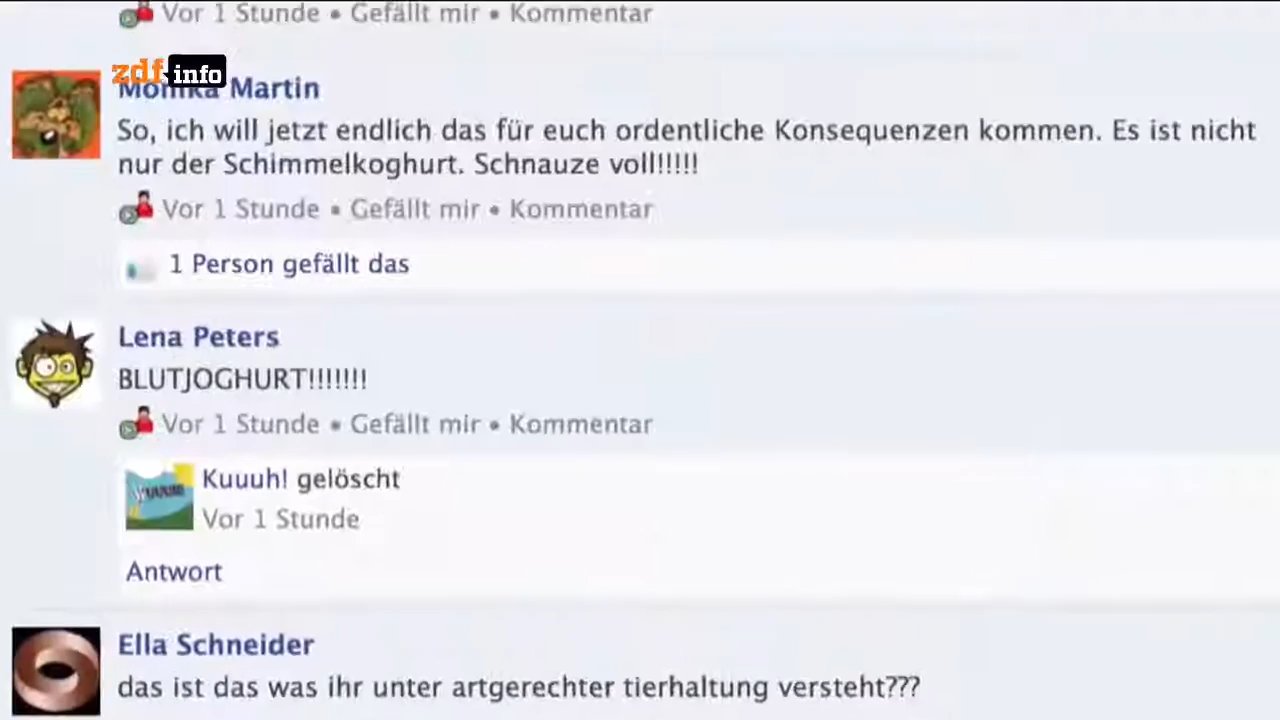 Vor 1 Stunde • Gefällt mir • Kommentar
zdf info
Monika Martin
So, ich will jetzt endlich das für euch ordentliche Konsequenzen kommen. Es ist nicht
nur der Schimmelkoghurt. Schnauze voll!!!!!
Vor 1 Stunde • Gefällt mir • Kommentar
1 Person gefällt das
Lena Peters
BLUTJOGHURT!!!!!!!
Vor 1 Stunde • Gefällt mir • Kommentar
Kuuuh! gelöscht
Vor 1 Stunde
Antwort
Ella Schneider
das ist das was ihr unter artgerechter tierhaltung versteht???